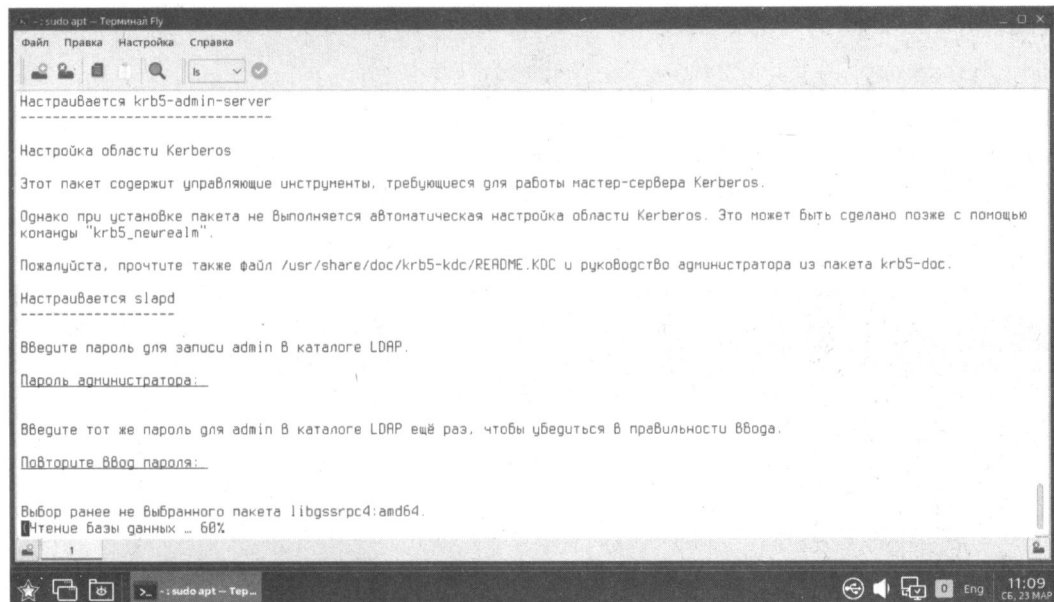 - : sudo apt — Терминал Fly
Файл Правка Настройка Справка
ls
Настраивается krb5-admin-server
-------------------------------
Настройка области Kerberos
Этот пакет содержит управляющие инструменты, требующиеся для работы мастер-сервера Kerberos.
Однако при установке пакета не выполняется автоматическая настройка области Kerberos. Это может быть сделано позже с помощью
команды "krb5_newrealm".
Пожалуйста, прочтите также файл /usr/share/doc/krb5-kdc/README.KDC и руководство администратора из пакета krb5-doc.
Настраивается slapd
-------------------
Введите пароль для записи admin в каталоге LDAP.
Пароль администратора:
Введите тот же пароль для admin в каталоге LDAP ещё раз, чтобы убедиться в правильности ввода.
Повторите ввод пароля:
Выбор ранее не выбранного пакета libgssrpc4:amd64.
(Чтение базы данных … 60%
1
- : sudo apt — Тер...
0 Eng 11:09
СБ, 23 МАР